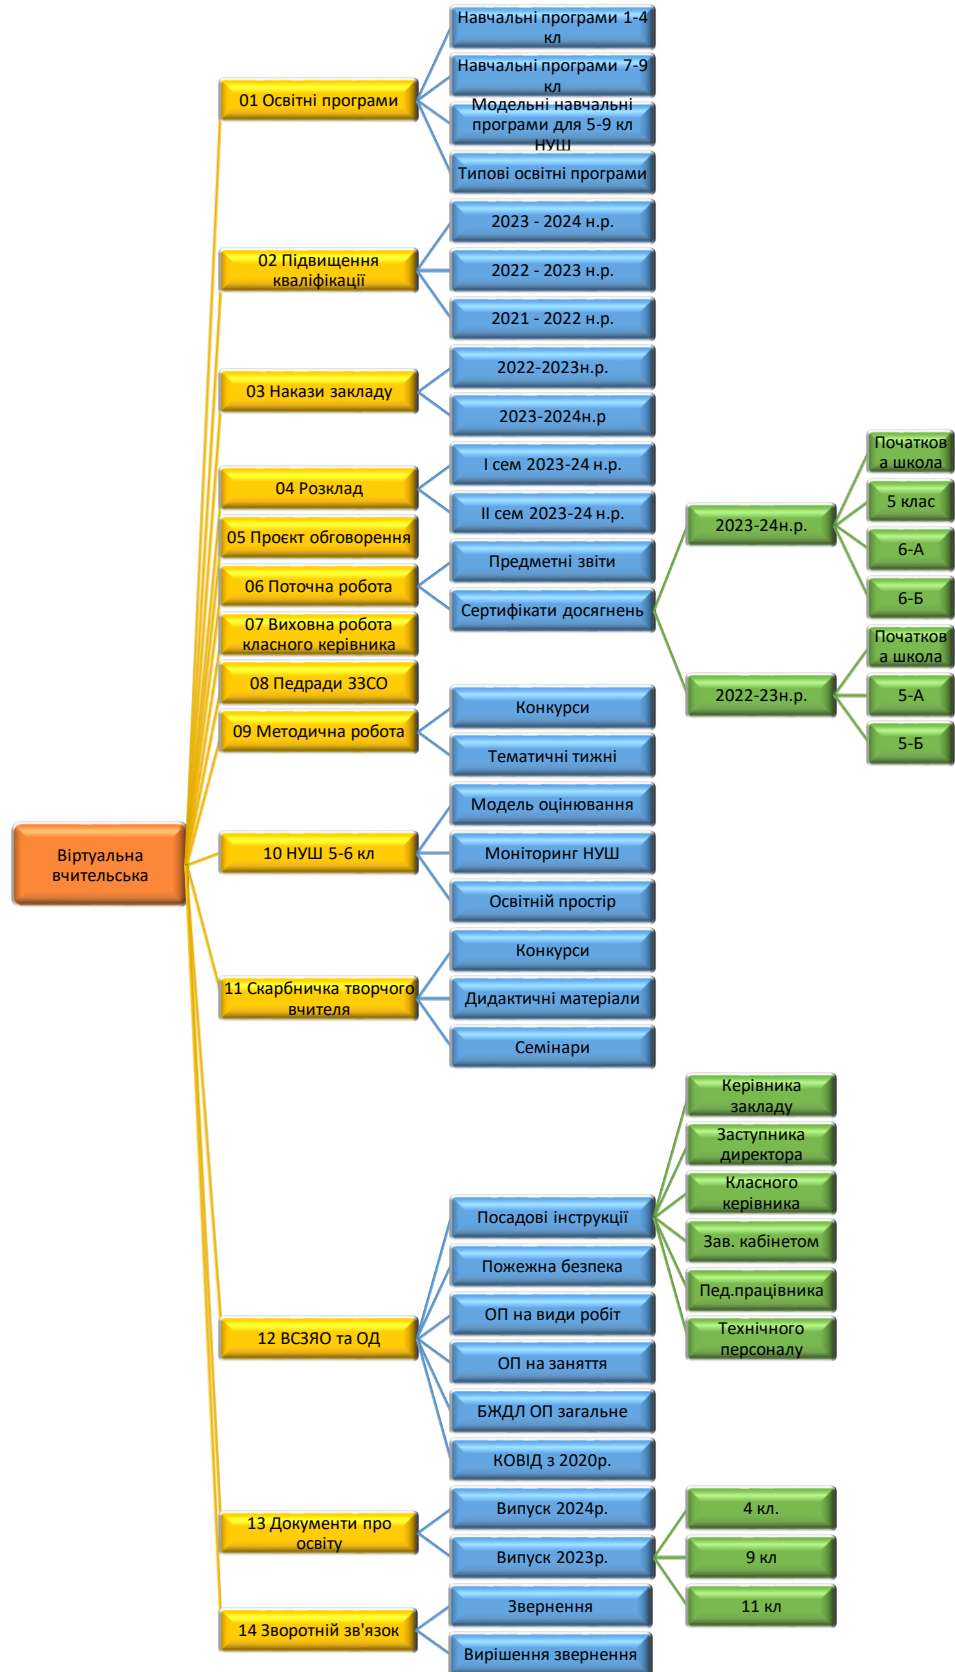 Віртуальна
вчительська
01 Освітні програми
Навчальні програми 1-4
кл
Навчальні програми 7-9
кл
Модельні навчальні
програми для 5-9 кл
НУШ
Типові освітні програми
02 Підвищення
кваліфікації
2023 - 2024 н.р.
2022 - 2023 н.р.
2021 - 2022 н.р.
03 Накази закладу
2022-2023н.р.
2023-2024н.р
04 Розклад
І сем 2023-24 н.р.
ІІ сем 2023-24 н.р.
05 Проєкт обговорення
06 Поточна робота
Предметні звіти
Сертифікати досягнень
2023-24н.р.
Початков
а школа
5 клас
6-А
6-Б
2022-23н.р.
Початков
а школа
5-А
5-Б
07 Виховна робота
класного керівника
08 Педради ЗЗСО
09 Методична робота
Конкурси
Тематичні тижні
10 НУШ 5-6 кл
Модель оцінювання
Моніторинг НУШ
Освітній простір
11 Скарбничка творчого
вчителя
Конкурси
Дидактичні матеріали
Семінари
12 ВСЗЯО та ОД
Посадові інструкції
Керівника
закладу
Заступника
директора
Класного
керівника
Зав. кабінетом
Пед.працівника
Технічного
персоналу
Пожежна безпека
ОП на види робіт
ОП на заняття
БЖДЛ ОП загальне
КОВІД з 2020р.
13 Документи про
освіту
Випуск 2024р.
Випуск 2023р.
4 кл.
9 кл
11 кл
14 Зворотній зв'язок
Звернення
Вирішення звернення